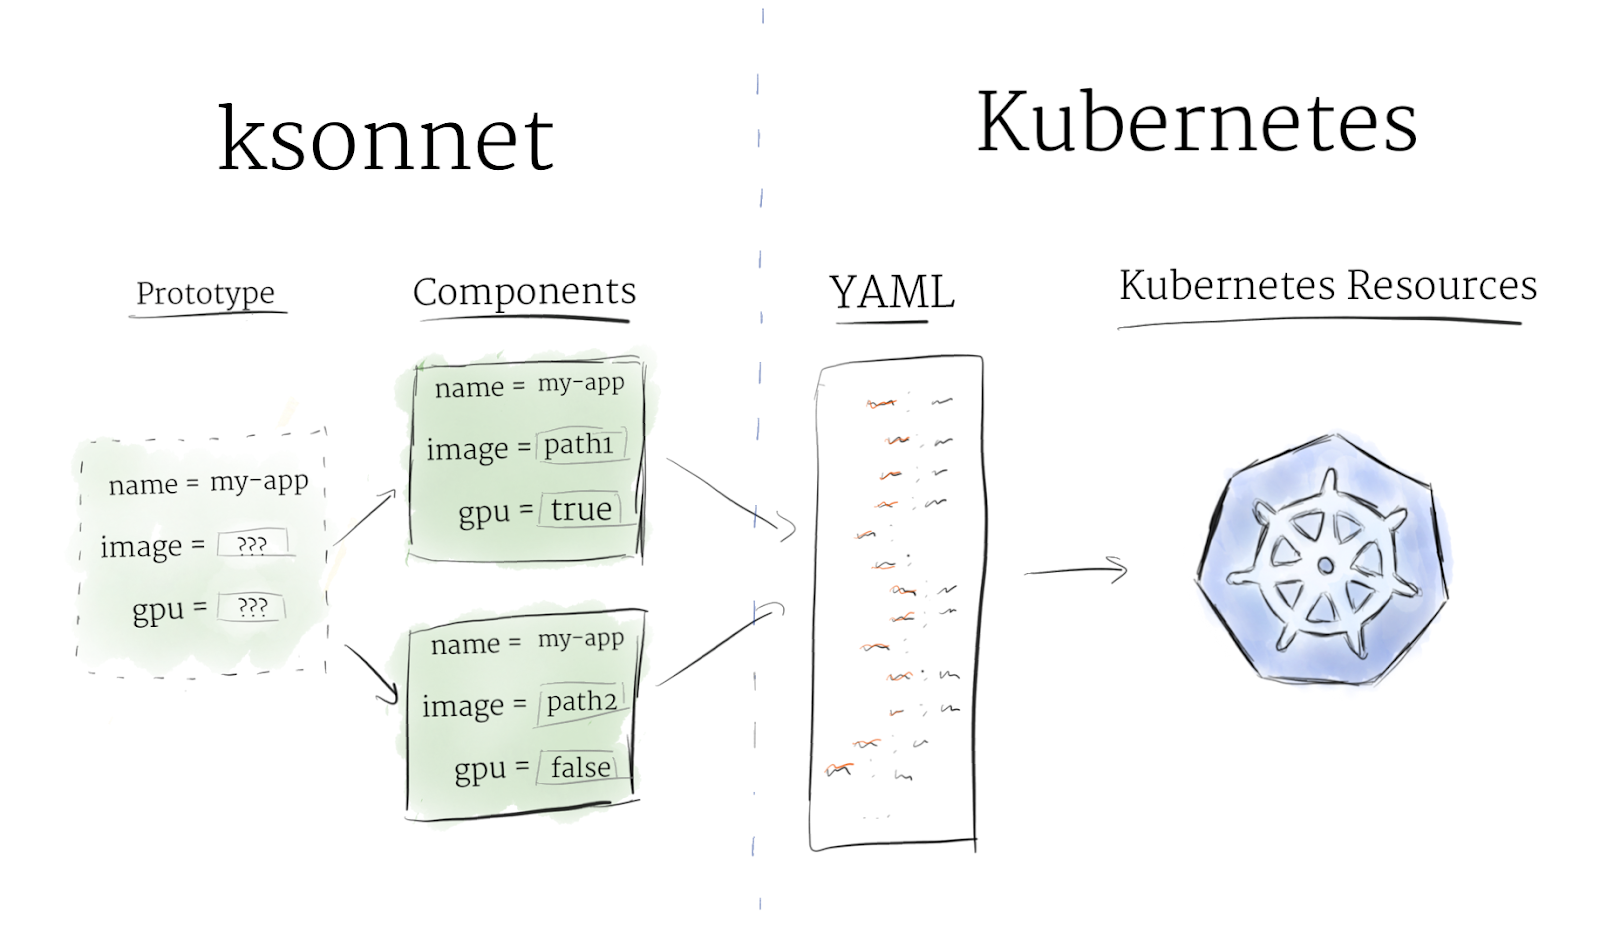 ksonnet
Kubernetes
Prototype
Components
YAML
Kubernetes Resources
name = my-app
image = ???
gpu = ???
name = my-app
image = path1
gpu = true
name = my-app
image = path2
gpu = false
...